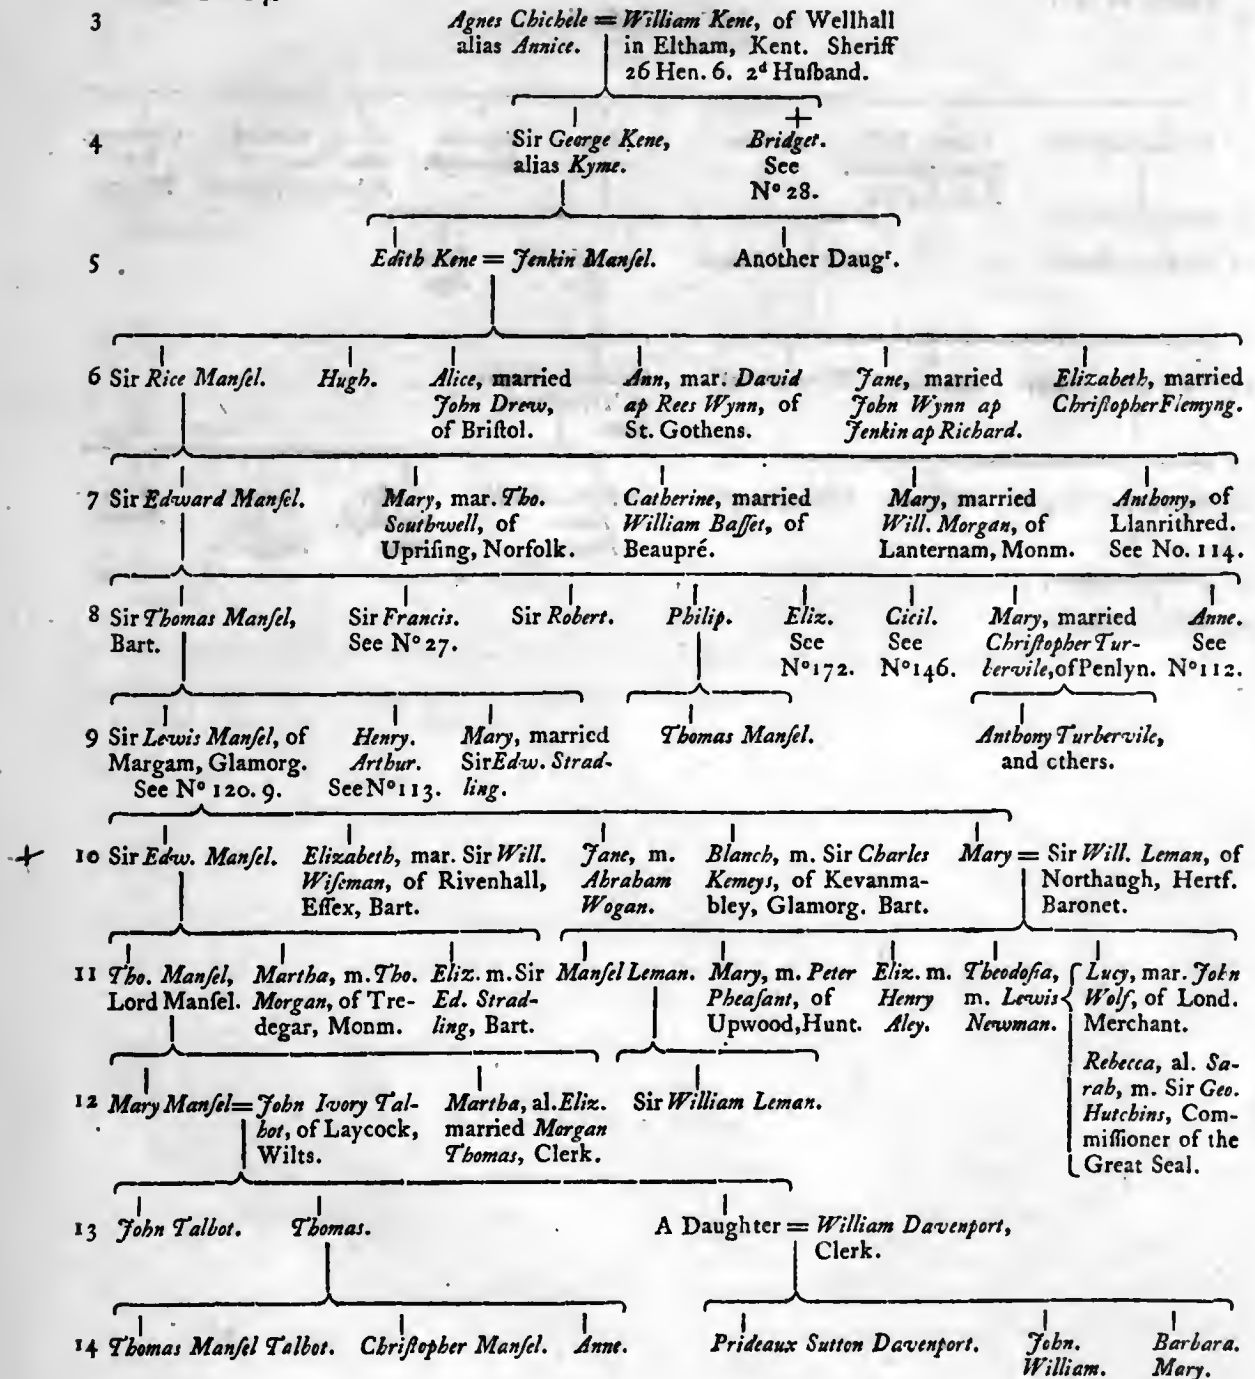 3 Agnes Chichele = William Kene, of Wellhall
alias Annice. in Eltham, Kent. Sheriff
26 Hen. 6. 2d Huſband.
4 Sir George Kene, Bridget.
alias Kyme. See
No 28.
5 Edith Kene = Jenkin Manſel. Another Daugr.
6 Sir Rice Manſel. Hugh. Alice, married Ann, mar. David Jane, married Elizabeth, married
John Drew, ap Rees Wynn, of John Wynn ap Chriſtopher Flemyng.
of Briſtol. St. Gothens. Jenkin ap Richard.
7 Sir Edward Manſel. Mary, mar. Tho. Catherine, married Mary, married Anthony, of
Southwell, of William Baſſet, of Will. Morgan, of Llanrithred.
Upriſing, Norfolk. Beaupré. Lanternam, Monm. See No. 114.
8 Sir Thomas Manſel, Sir Francis. Sir Robert. Philip. Eliz. Cicil. Mary, married Anne.
Bart. See No 27. See See Chriſtopher Tur- See
No 172. No 146. bervile, of Penlyn. No 112.
9 Sir Lewis Manſel, of Henry. Mary, married Thomas Manſel. Anthony Turbervile,
Margam, Glamorg. Arthur. Sir Edw. Strad- and others.
See No 120. 9. See No 113. ling.
10 Sir Edw. Manſel. Elizabeth, mar. Sir Will. Jane, m. Blanch, m. Sir Charles Mary = Sir Will. Leman, of
Wiſeman, of Rivenhall, Abraham Kemeys, of Kevanma- Northaugh, Hertf.
Eſſex, Bart. Wogan. bley, Glamorg. Bart. Baronet.
11 Tho. Manſel, Martha, m. Tho. Eliz. m. Sir Manſel Leman. Mary, m. Peter Eliz. m. Theodoſia, Lucy, mar. John
Lord Manſel. Morgan, of Tre- Ed. Strad- Pheaſant, of Henry m. Lewis Wolf, of Lond.
degar, Monm. ling, Bart. Upwood, Hunt. Aley. Newman. Merchant.
Rebecca, al. Sa-
rah, m. Sir Geo.
Hutchins, Com-
miſſioner of the
Great Seal.
12 Mary Manſel = John Ivory Tal- Martha, al. Eliz. Sir William Leman.
bot, of Laycock, married Morgan
Wilts. Thomas, Clerk.
13 John Talbot. Thomas. A Daughter = William Davenport,
Clerk.
14 Thomas Manſel Talbot. Chriſtopher Manſel. Anne. Prideaux Sutton Davenport. John. Barbara.
William. Mary.